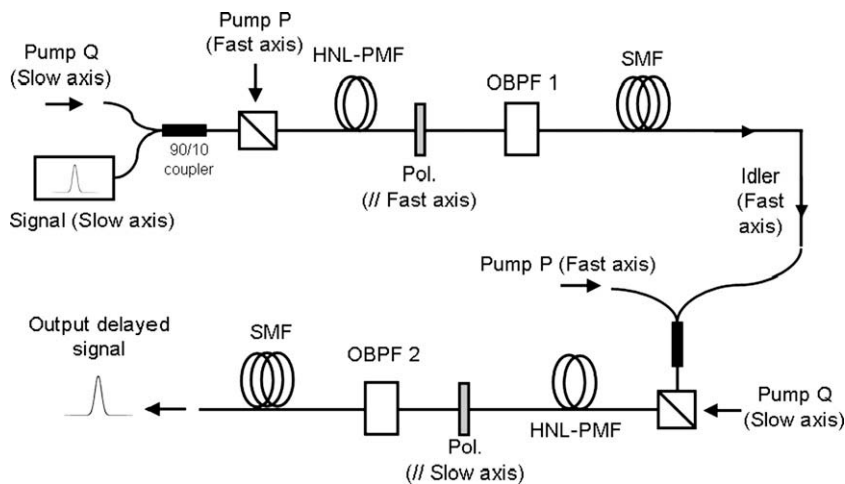 Pump P
(Fast axis)
Pump Q
(Slow axis)
HNL-PMF
OBPF 1
SMF
90/10
coupler
Signal (Slow axis)
Pol.
(// Fast axis)
Idler
(Fast
axis)
Pump P (Fast axis)
Output delayed
signal
SMF
OBPF 2
HNL-PMF
Pump Q
(Slow axis)
Pol.
(// Slow axis)